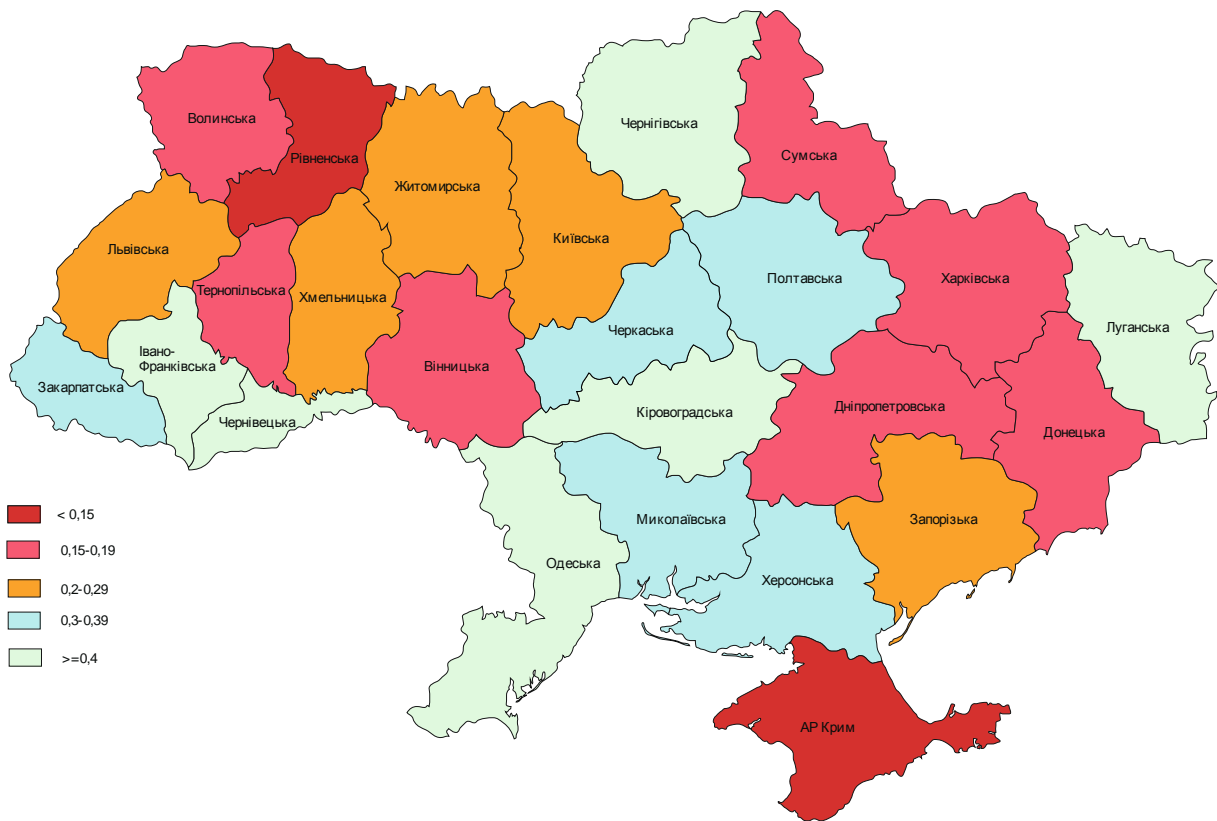 Волинська
Рівненська
Чернігівська
Сумська
Житомирська
Київська
Львівська
Тернопільська
Хмельницька
Полтавська
Харківська
Луганська
Черкаська
Івано-
Франківська
Закарпатська
Вінницька
Чернівецька
Кіровоградська
Дніпропетровська
Донецька
Миколаївська
Запорізька
Одеська
Херсонська
АР Крим
< 0,15
0,15-0,19
0,2-0,29
0,3-0,39
>=0,4